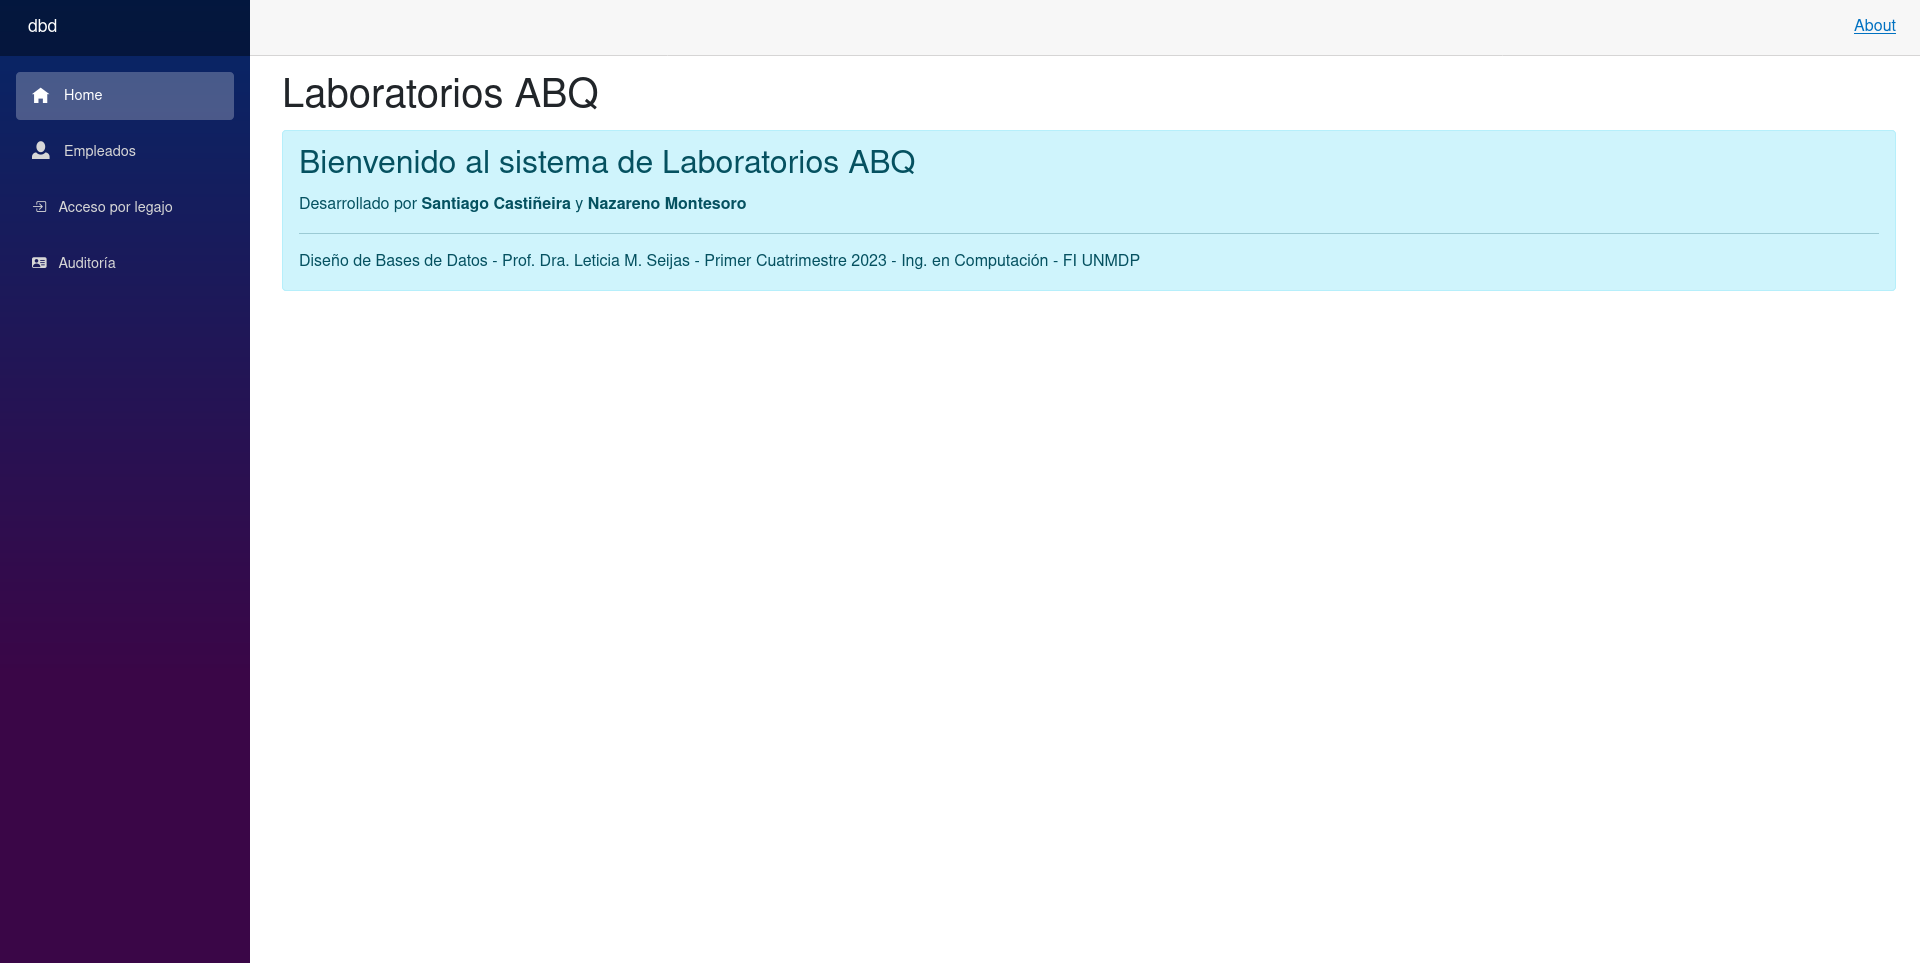 dbd
About
Home
Empleados
Acceso por legajo
Auditoría
Laboratorios ABQ
Bienvenido al sistema de Laboratorios ABQ
Desarrollado por Santiago Castiñeira y Nazareno Montesoro
Diseño de Bases de Datos - Prof. Dra. Leticia M. Seijas - Primer Cuatrimestre 2023 - Ing. en Computación - FI UNMDP